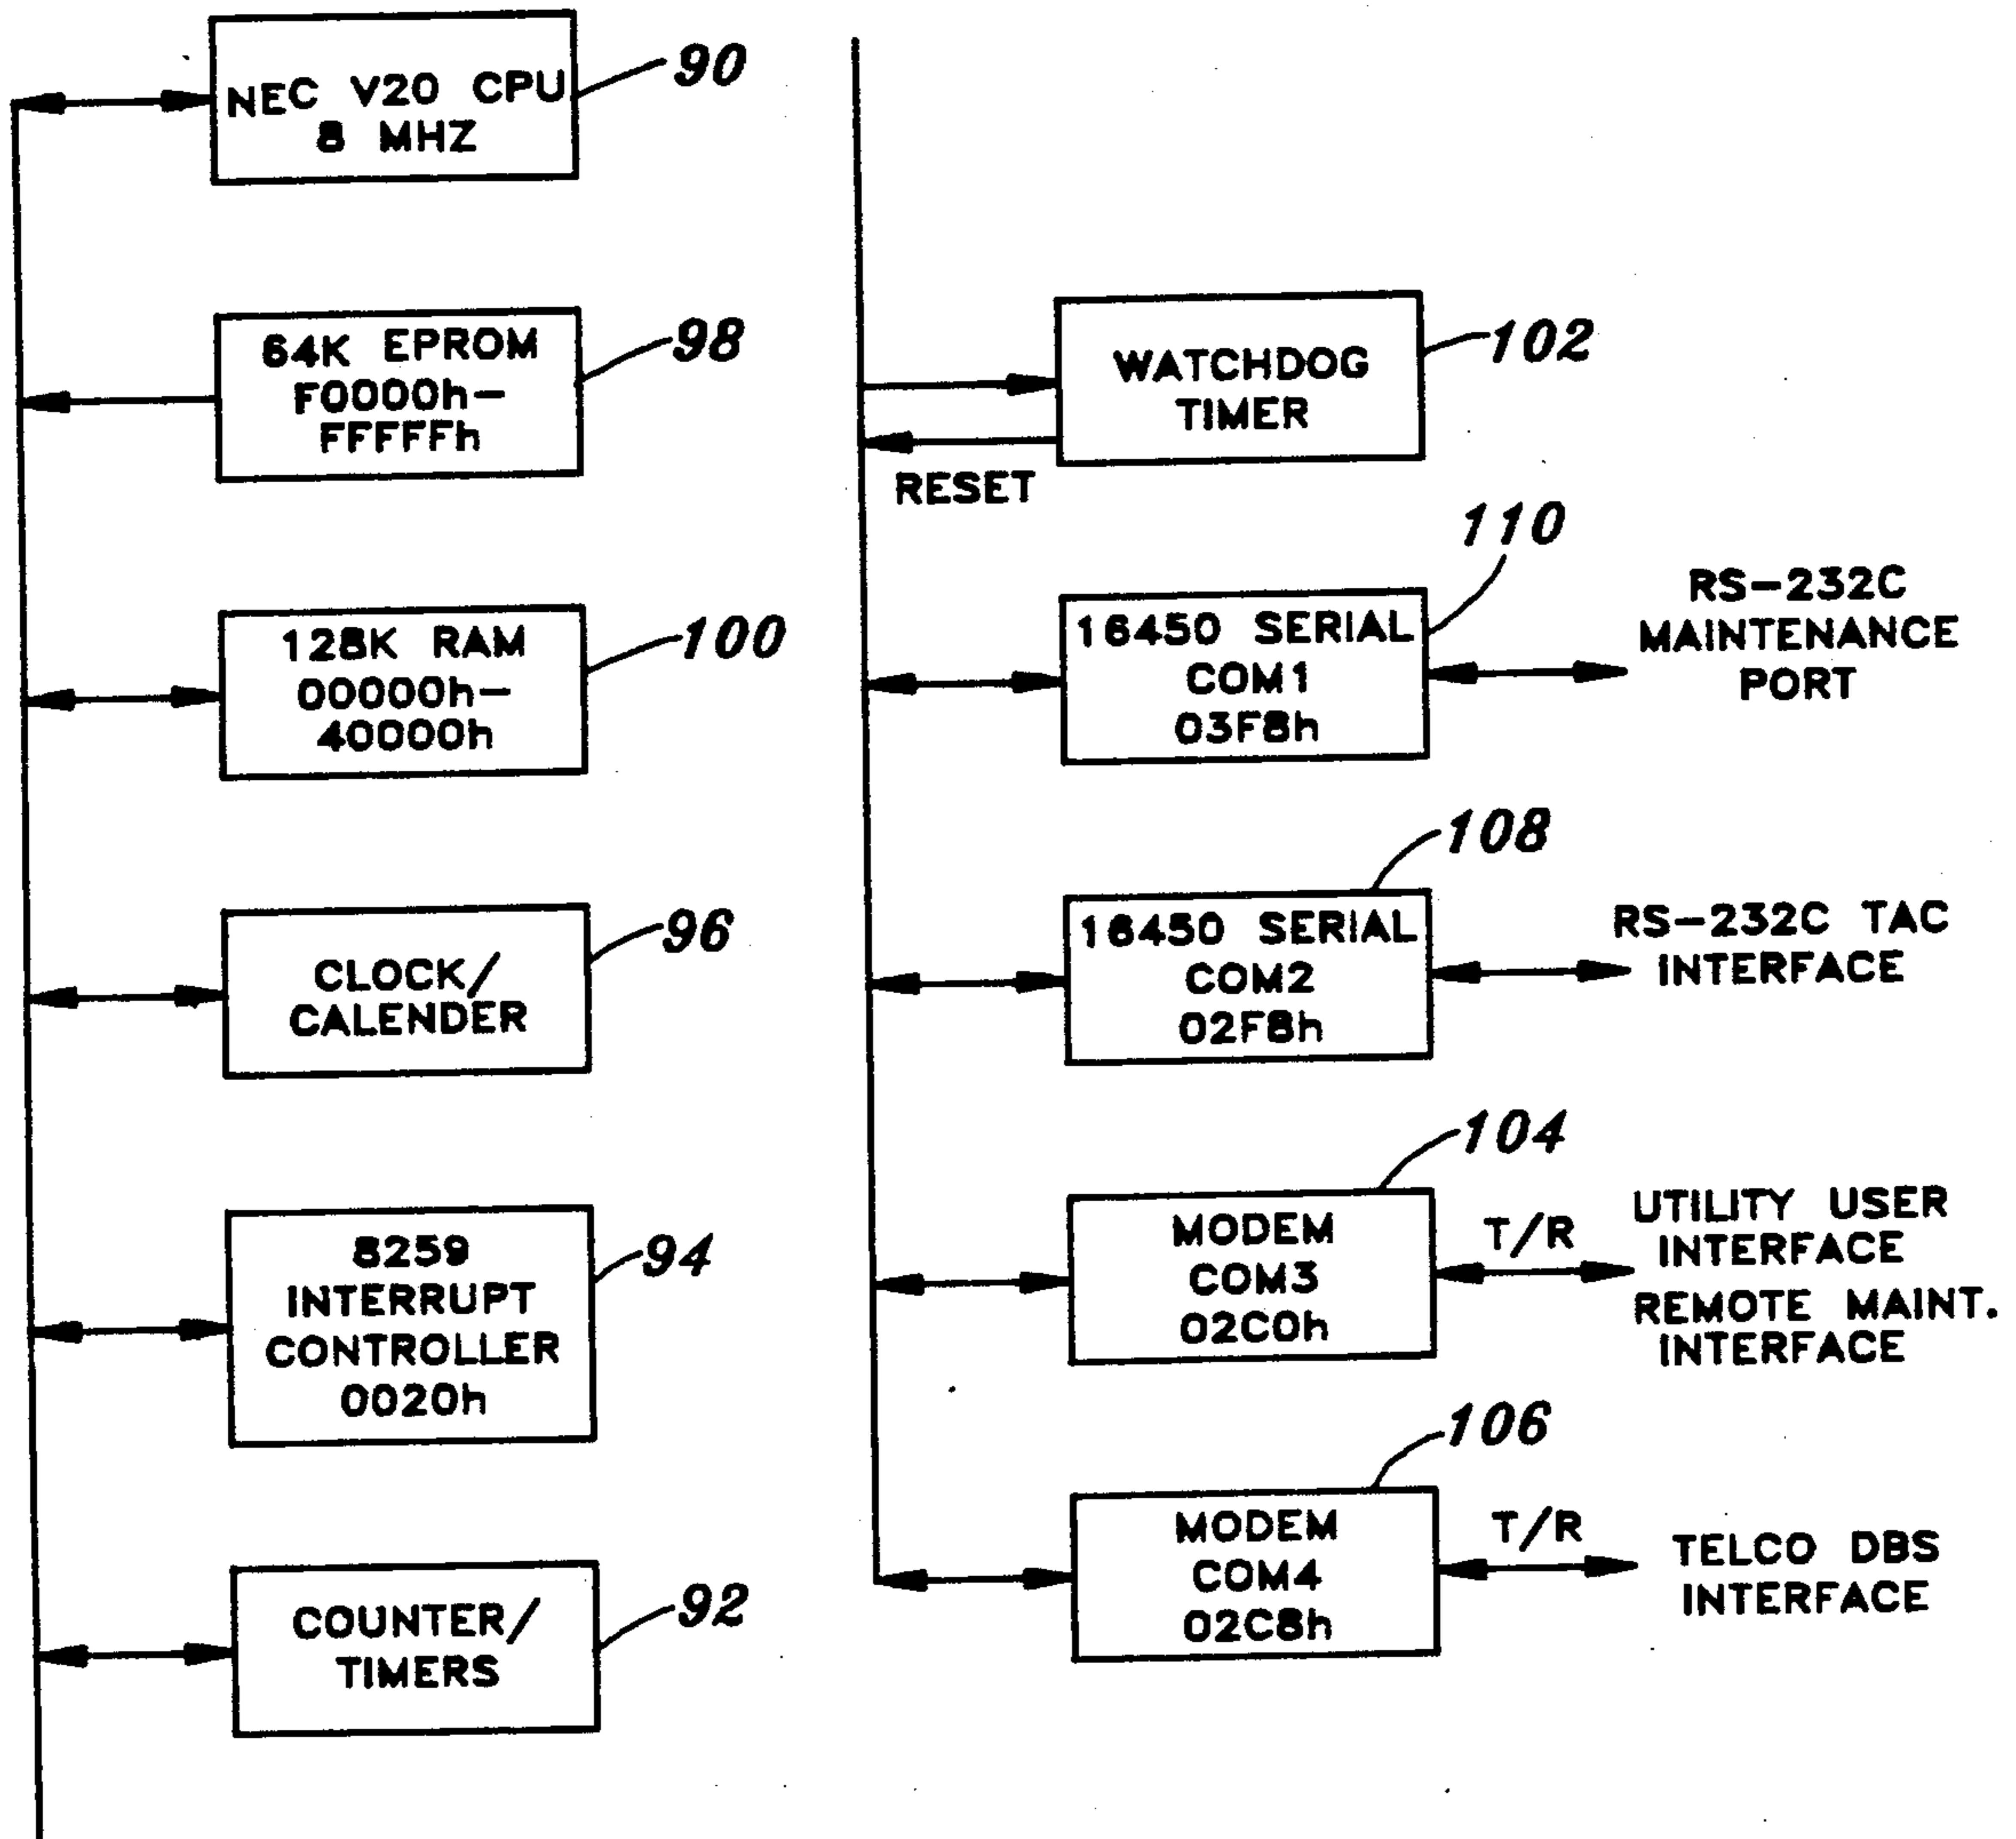 NEC V20 CPU
8 MHZ
90
64K EPROM
F0000h-
FFFFFh
98
128K RAM
00000h-
40000h
100
CLOCK/
CALENDER
96
8259
INTERRUPT
CONTROLLER
0020h
94
COUNTER/
TIMERS
92
WATCHDOG
TIMER
102
RESET
110
16450 SERIAL
COM1
03F8h
RS-232C
MAINTENANCE
PORT
108
16450 SERIAL
COM2
02F8h
RS-232C TAC
INTERFACE
104
MODEM
COM3
02C0h
T/R
UTILITY USER
INTERFACE
REMOTE MAINT.
INTERFACE
106
MODEM
COM4
02C8h
T/R
TELCO DBS
INTERFACE